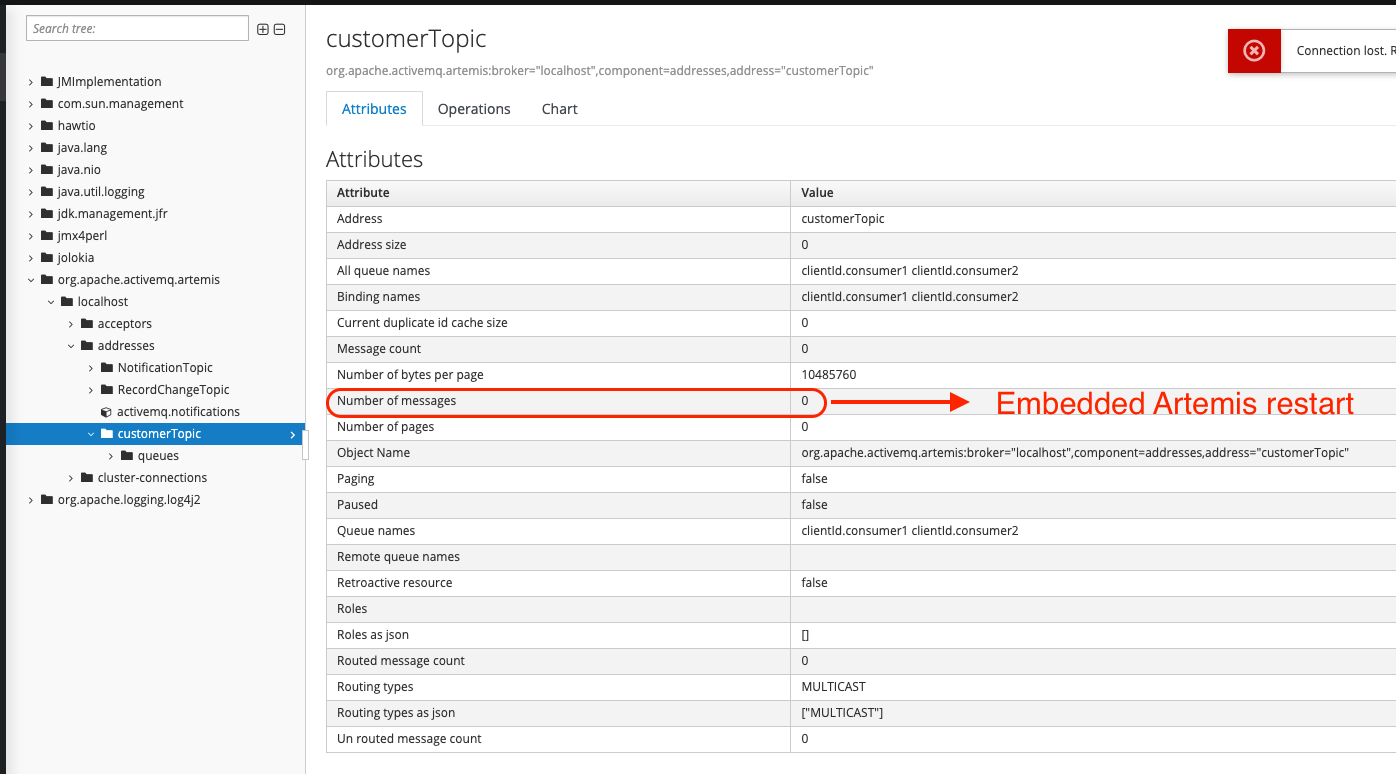 Search tree:
JMImplementation
com.sun.management
hawtio
java.lang
java.nio
java.util.logging
jdk.management.jfr
jmx4perl
jolokia
org.apache.activemq.artemis
localhost
acceptors
addresses
NotificationTopic
RecordChangeTopic
activemq.notifications
customerTopic
queues
cluster-connections
org.apache.logging.log4j2
customerTopic
org.apache.activemq.artemis:broker="localhost",component=addresses,address="customerTopic"
Connection lost. R
Attributes Operations Chart
Attributes
Attribute Value
Address customerTopic
Address size 0
All queue names clientId.consumer1 clientId.consumer2
Binding names clientId.consumer1 clientId.consumer2
Current duplicate id cache size 0
Message count 0
Number of bytes per page 10485760
Number of messages 0 Embedded Artemis restart
Number of pages 0
Object Name org.apache.activemq.artemis:broker="localhost",component=addresses,address="customerTopic"
Paging false
Paused false
Queue names clientId.consumer1 clientId.consumer2
Remote queue names
Retroactive resource false
Roles
Roles as json []
Routed message count 0
Routing types MULTICAST
Routing types as json ["MULTICAST"]
Un routed message count 0